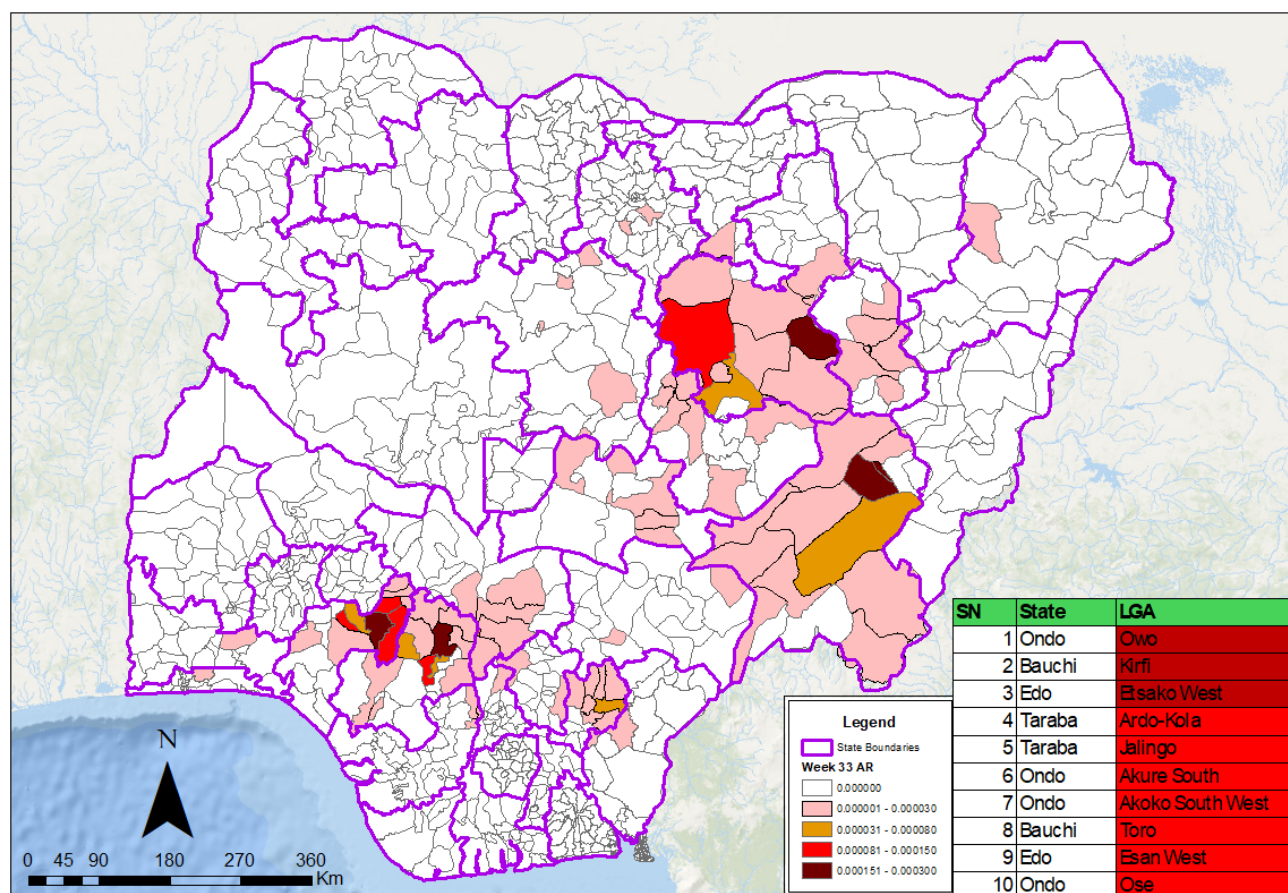 N
0 45 90 180 270 360
Km
Legend
State Boundaries
Week 33 AR
0.000000
0.000001 - 0.000030
0.000031 - 0.000080
0.000081 - 0.000150
0.000151 - 0.000300
SN State LGA
1 Ondo Owo
2 Bauchi Kirfi
3 Edo Etsako West
4 Taraba Ardo-Kola
5 Taraba Jalingo
6 Ondo Akure South
7 Ondo Akoko South West
8 Bauchi Toro
9 Edo Esan West
10 Ondo Ose